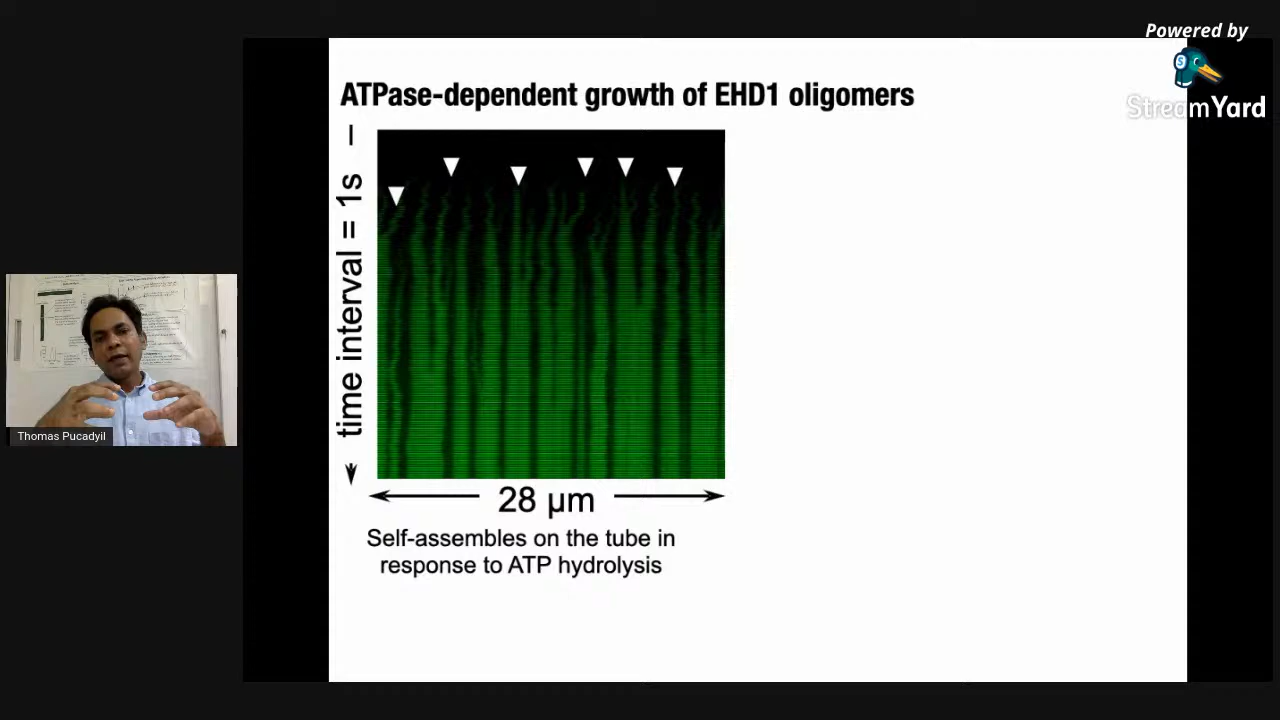 Powered by
StreamYard
ATPase-dependent growth of EHD1 oligomers
time interval = 1s
28 µm
Self-assembles on the tube in
response to ATP hydrolysis
Thomas Pucadyil